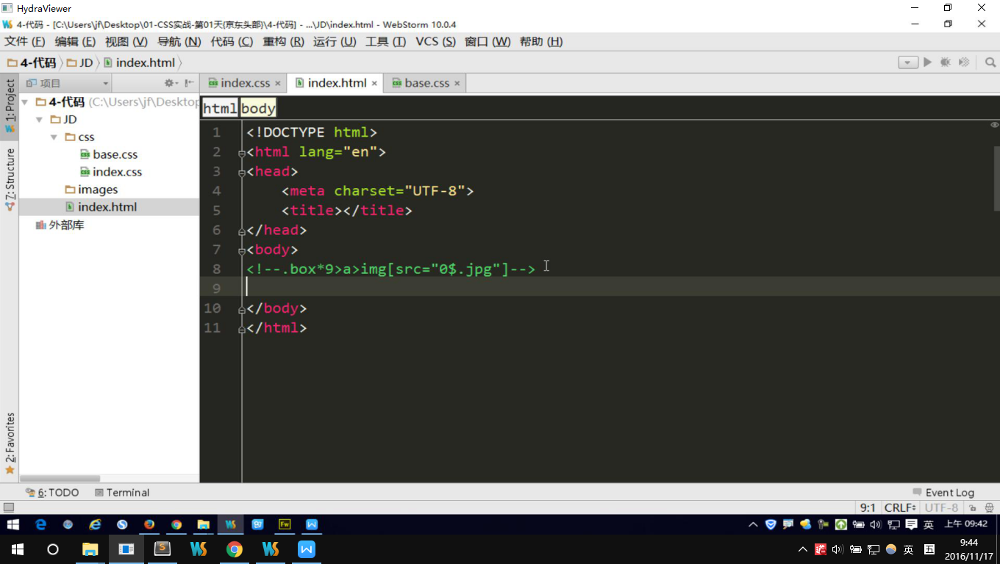 HydraViewer
4-代码 - [C:\Users\jf\Desktop\01-CSS实战-第01天(京东头部)\4-代码] - ...\JD\index.html - WebStorm 10.0.4
文件 (F) 编辑 (E) 视图 (V) 导航 (N) 代码 (C) 重构 (R) 运行 (U) 工具 (T) VCS (S) 窗口 (W) 帮助 (H)
4-代码 JD index.html
1: Project
项目
index.css index.html base.css
4-代码 (C:\Users\jf\Desktop
JD
css
base.css
index.css
images
index.html
外部库
Z: Structure
2: Favorites
html body
1 <!DOCTYPE html>
2 <html lang="en">
3 <head>
4     <meta charset="UTF-8">
5     <title></title>
6 </head>
7 <body>
8 <!--.box*9>a>img[src="0$.jpg"]-->
9
10 </body>
11 </html>
6: TODO Terminal Event Log
9:1 CRLF UTF-8
英 上午 09:42
英 9:44
2016/11/17